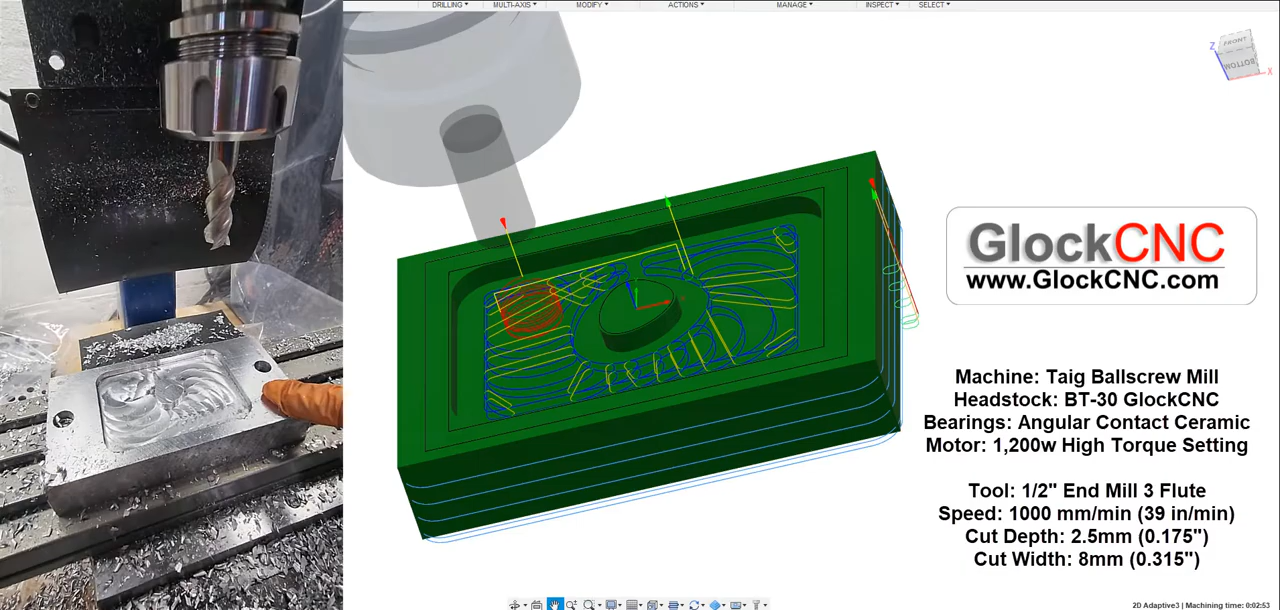 DRILLING MULTI-AXIS MODIFY ACTIONS MANAGE INSPECT SELECT
FRONT
BOTTOM
Z
X
GlockCNC
www.GlockCNC.com
Machine: Taig Ballscrew Mill
Headstock: BT-30 GlockCNC
Bearings: Angular Contact Ceramic
Motor: 1,200w High Torque Setting
Tool: 1/2" End Mill 3 Flute
Speed: 1000 mm/min (39 in/min)
Cut Depth: 2.5mm (0.175")
Cut Width: 8mm (0.315")
2D Adaptive3 | Machining time: 0:02:53